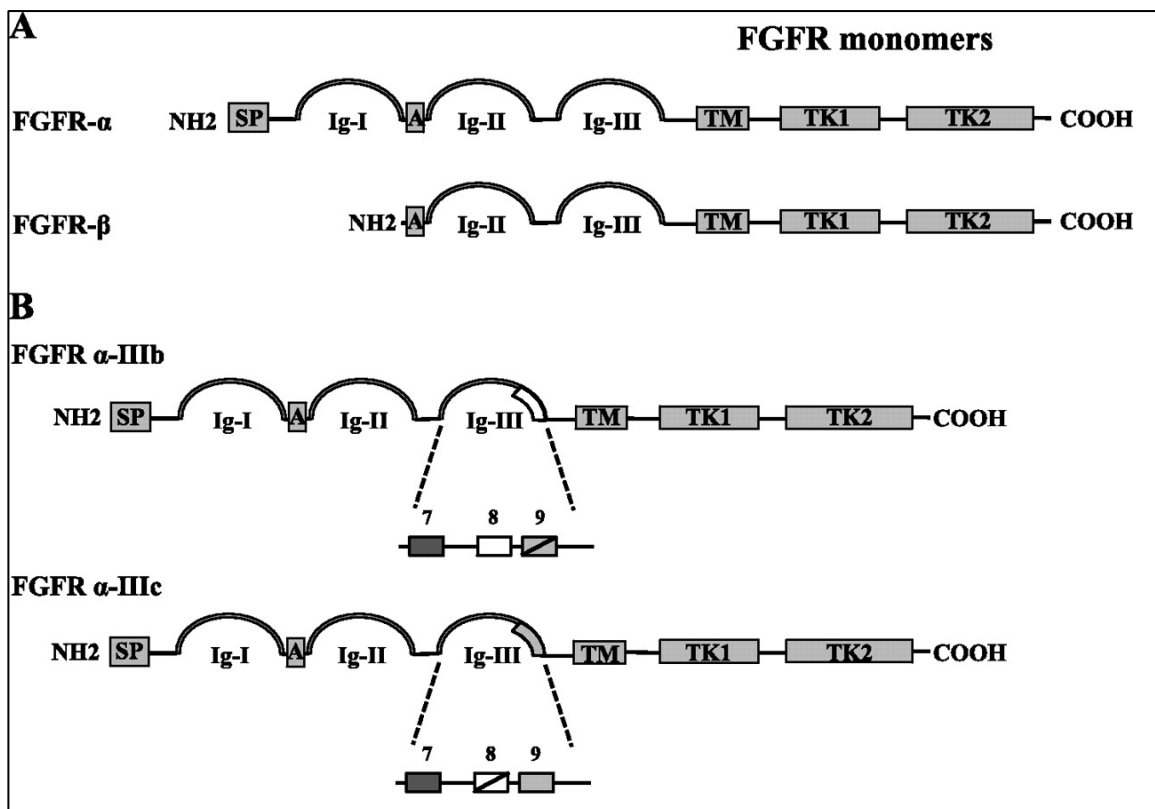 A
FGFR monomers
FGFR-α NH2 SP Ig-I A Ig-II Ig-III TM TK1 TK2 COOH
FGFR-β NH2 A Ig-II Ig-III TM TK1 TK2 COOH
B
FGFR α-IIIb
NH2 SP Ig-I A Ig-II Ig-III TM TK1 TK2 COOH
7 8 9
FGFR α-IIIc
NH2 SP Ig-I A Ig-II Ig-III TM TK1 TK2 COOH
7 8 9